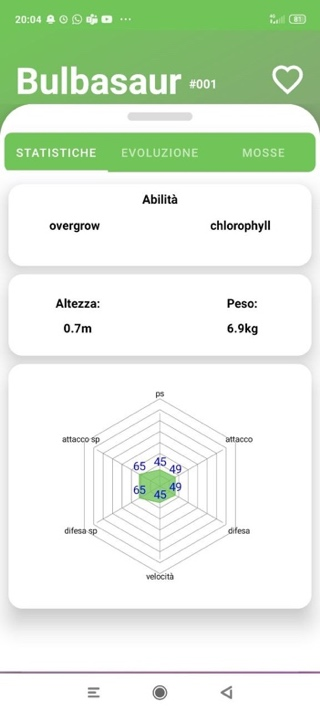 20:04 ... 81
Bulbasaur #001
STATISTICHE EVOLUZIONE MOSSE
Abilità
overgrow chlorophyll
Altezza: Peso:
0.7m 6.9kg
ps
attacco sp attacco
65 45 49
65 45 49
difesa sp difesa
velocità